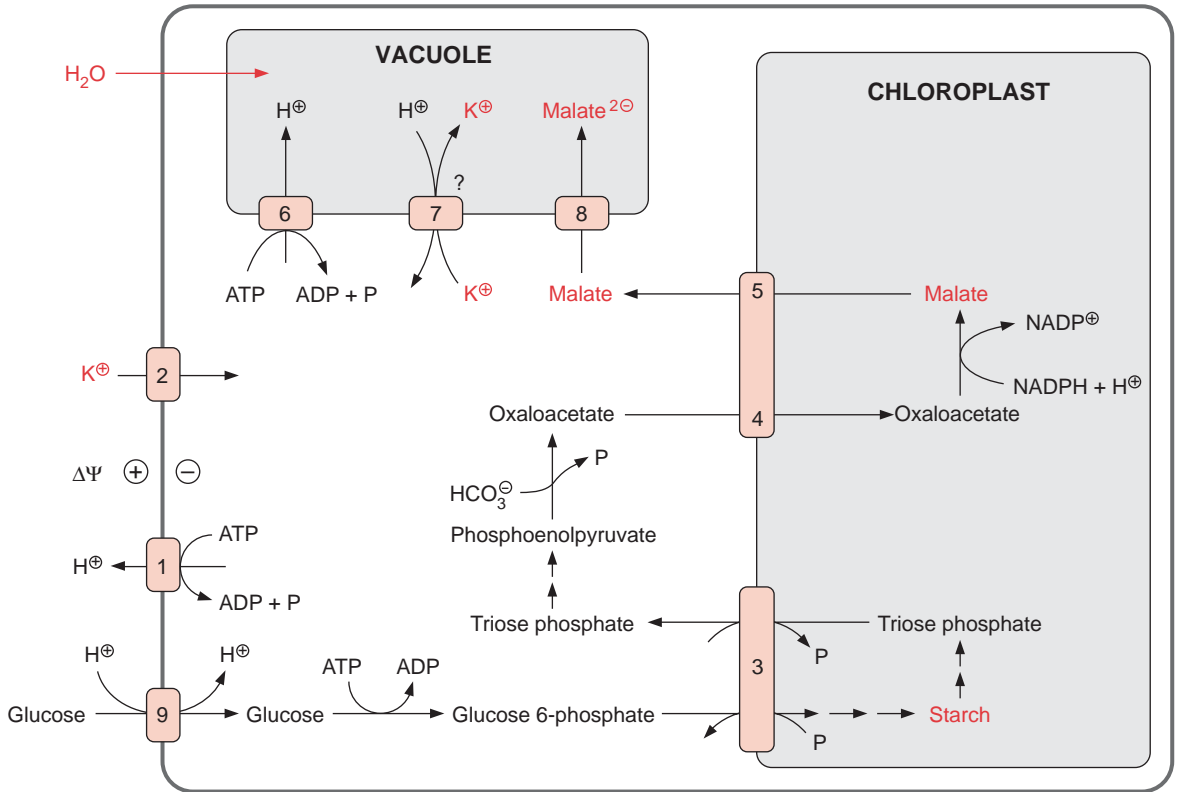 VACUOLE
CHLOROPLAST
H₂O
H⊕
H⊕
K⊕
Malate²⊖
?
6
7
8
ATP
ADP + P
K⊕
Malate
5
Malate
NADP⊕
NADPH + H⊕
K⊕
2
Oxaloacetate
4
Oxaloacetate
ΔΨ + −
P
HCO₃⊖
Phosphoenolpyruvate
ATP
H⊕
1
ADP + P
Triose phosphate
Triose phosphate
P
3
H⊕
H⊕
ATP
ADP
Glucose
9
Glucose
Glucose 6-phosphate
Starch
P